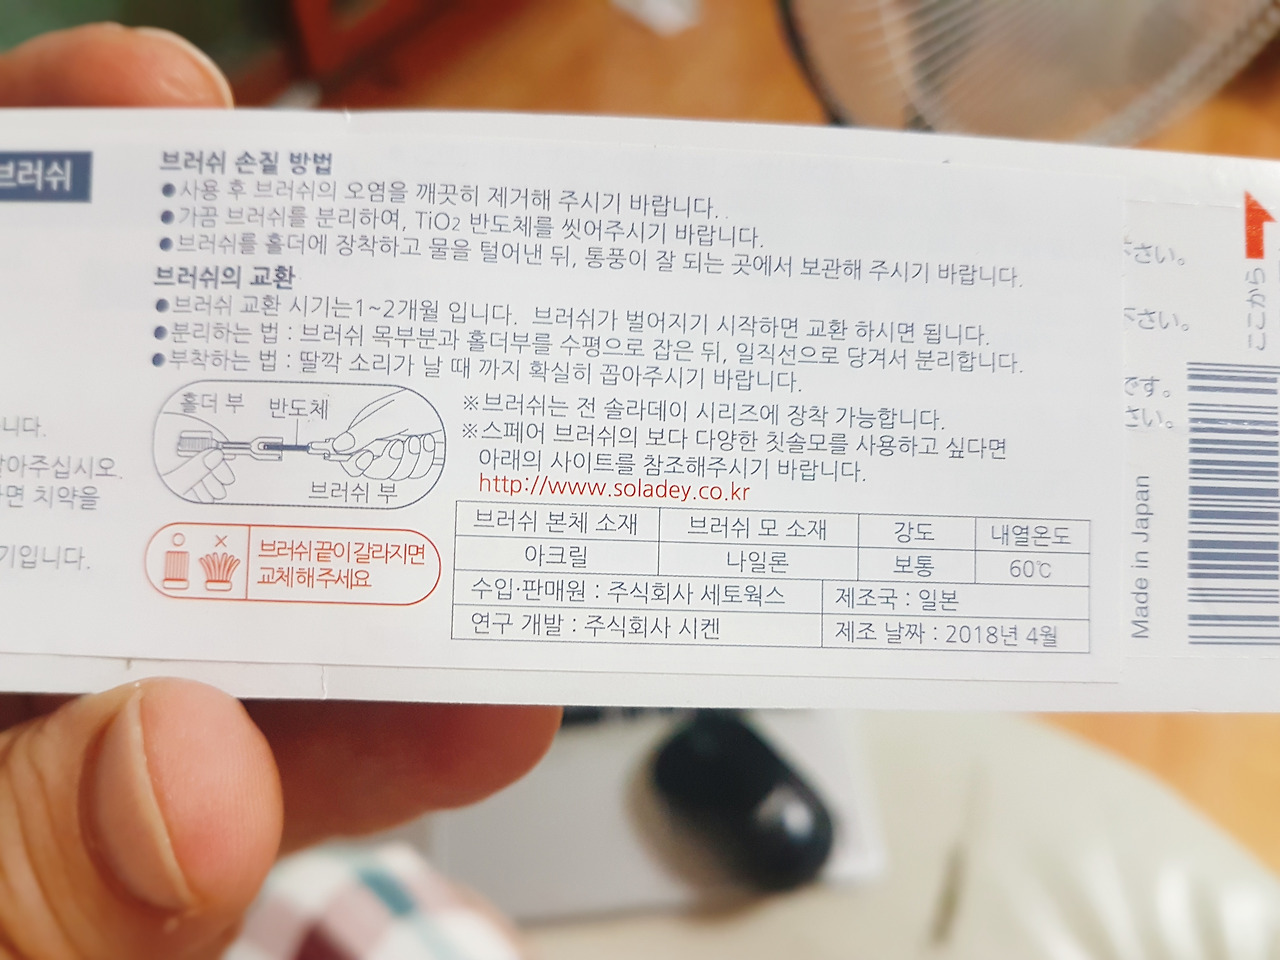 브러쉬
니다.
아주십시오.
면 치약을
기입니다.
브러쉬 손질 방법
●사용 후 브러쉬의 오염을 깨끗히 제거해 주시기 바랍니다.
●가끔 브러쉬를 분리하여, TiO2 반도체를 씻어주시기 바랍니다.
●브러쉬를 홀더에 장착하고 물을 털어낸 뒤, 통풍이 잘 되는 곳에서 보관해 주시기 바랍니다.
브러쉬의 교환
●브러쉬 교환 시기는1~2개월 입니다. 브러쉬가 벌어지기 시작하면 교환 하시면 됩니다.
●분리하는 법 : 브러쉬 목부분과 홀더부를 수평으로 잡은 뒤, 일직선으로 당겨서 분리합니다.
●부착하는 법 : 딸깍 소리가 날 때 까지 확실히 꼽아주시기 바랍니다.
홀더 부 반도체
브러쉬 부
※브러쉬는 전 솔라데이 시리즈에 장착 가능합니다.
※스페어 브러쉬의 보다 다양한 칫솔모를 사용하고 싶다면
아래의 사이트를 참조해주시기 바랍니다.
http://www.soladey.co.kr
○ ×
브러쉬 끝이 갈라지면
교체해 주세요
브러쉬 본체 소재 브러쉬 모 소재 강도 내열온도
아크릴 나일론 보통 60℃
수입·판매원 : 주식회사 세토웍스 제조국 : 일본
연구 개발 : 주식회사 시켄 제조 날짜 : 2018년 4월
さい。
さい。
です。
さい。
ここから
Made in Japan